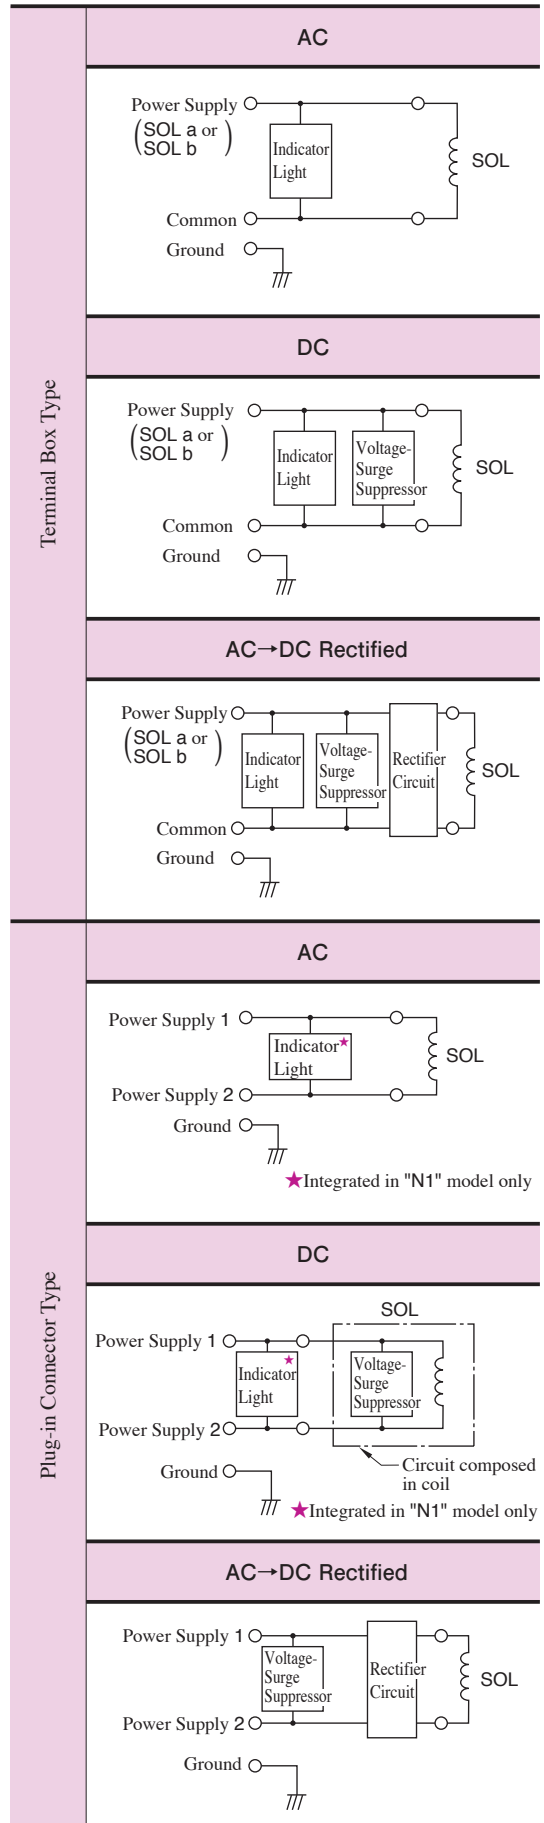 Terminal Box Type
AC
Power Supply
(SOL a or
SOL b)
Indicator
Light
SOL
Common
Ground
DC
Power Supply
(SOL a or
SOL b)
Indicator
Light
Voltage-
Surge
Suppressor
SOL
Common
Ground
AC→DC Rectified
Power Supply
(SOL a or
SOL b)
Indicator
Light
Voltage-
Surge
Suppressor
Rectifier
Circuit
SOL
Common
Ground
Plug-in Connector Type
AC
Power Supply 1
Indicator★
Light
SOL
Power Supply 2
Ground
★Integrated in "N1" model only
DC
SOL
Power Supply 1
★
Indicator
Light
Voltage-
Surge
Suppressor
Power Supply 2
Circuit composed
in coil
Ground
★Integrated in "N1" model only
AC→DC Rectified
Power Supply 1
Voltage-
Surge
Suppressor
Rectifier
Circuit
SOL
Power Supply 2
Ground